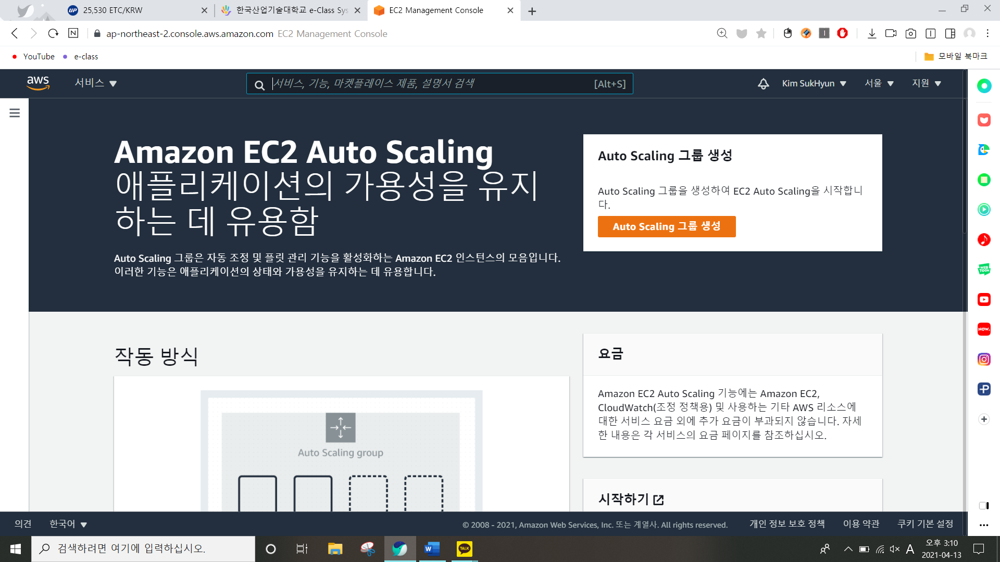 25,530 ETC/KRW
한국산업기술대학교 e-Class Sys
EC2 Management Console
ap-northeast-2.console.aws.amazon.com EC2 Management Console
YouTube
e-class
모바일 북마크
aws
서비스
서비스, 기능, 마켓플레이스 제품, 설명서 검색
[Alt+S]
Kim SukHyun
서울
지원
Amazon EC2 Auto Scaling
애플리케이션의 가용성을 유지
하는 데 유용함
Auto Scaling 그룹은 자동 조정 및 플릿 관리 기능을 활성화하는 Amazon EC2 인스턴스의 모음입니다.
이러한 기능은 애플리케이션의 상태와 가용성을 유지하는 데 유용합니다.
Auto Scaling 그룹 생성
Auto Scaling 그룹을 생성하여 EC2 Auto Scaling을 시작합니
다.
Auto Scaling 그룹 생성
작동 방식
Auto Scaling group
요금
Amazon EC2 Auto Scaling 기능에는 Amazon EC2,
CloudWatch(조정 정책용) 및 사용하는 기타 AWS 리소스에
대한 서비스 요금 외에 추가 요금이 부과되지 않습니다. 자세
한 내용은 각 서비스의 요금 페이지를 참조하십시오.
시작하기
WEB
TOON
NOW.
의견
한국어
© 2008 - 2021, Amazon Web Services, Inc. 또는 계열사. All rights reserved.
개인 정보 보호 정책
이용 약관
쿠키 기본 설정
검색하려면 여기에 입력하십시오.
TALK
A
오후 3:10
2021-04-13